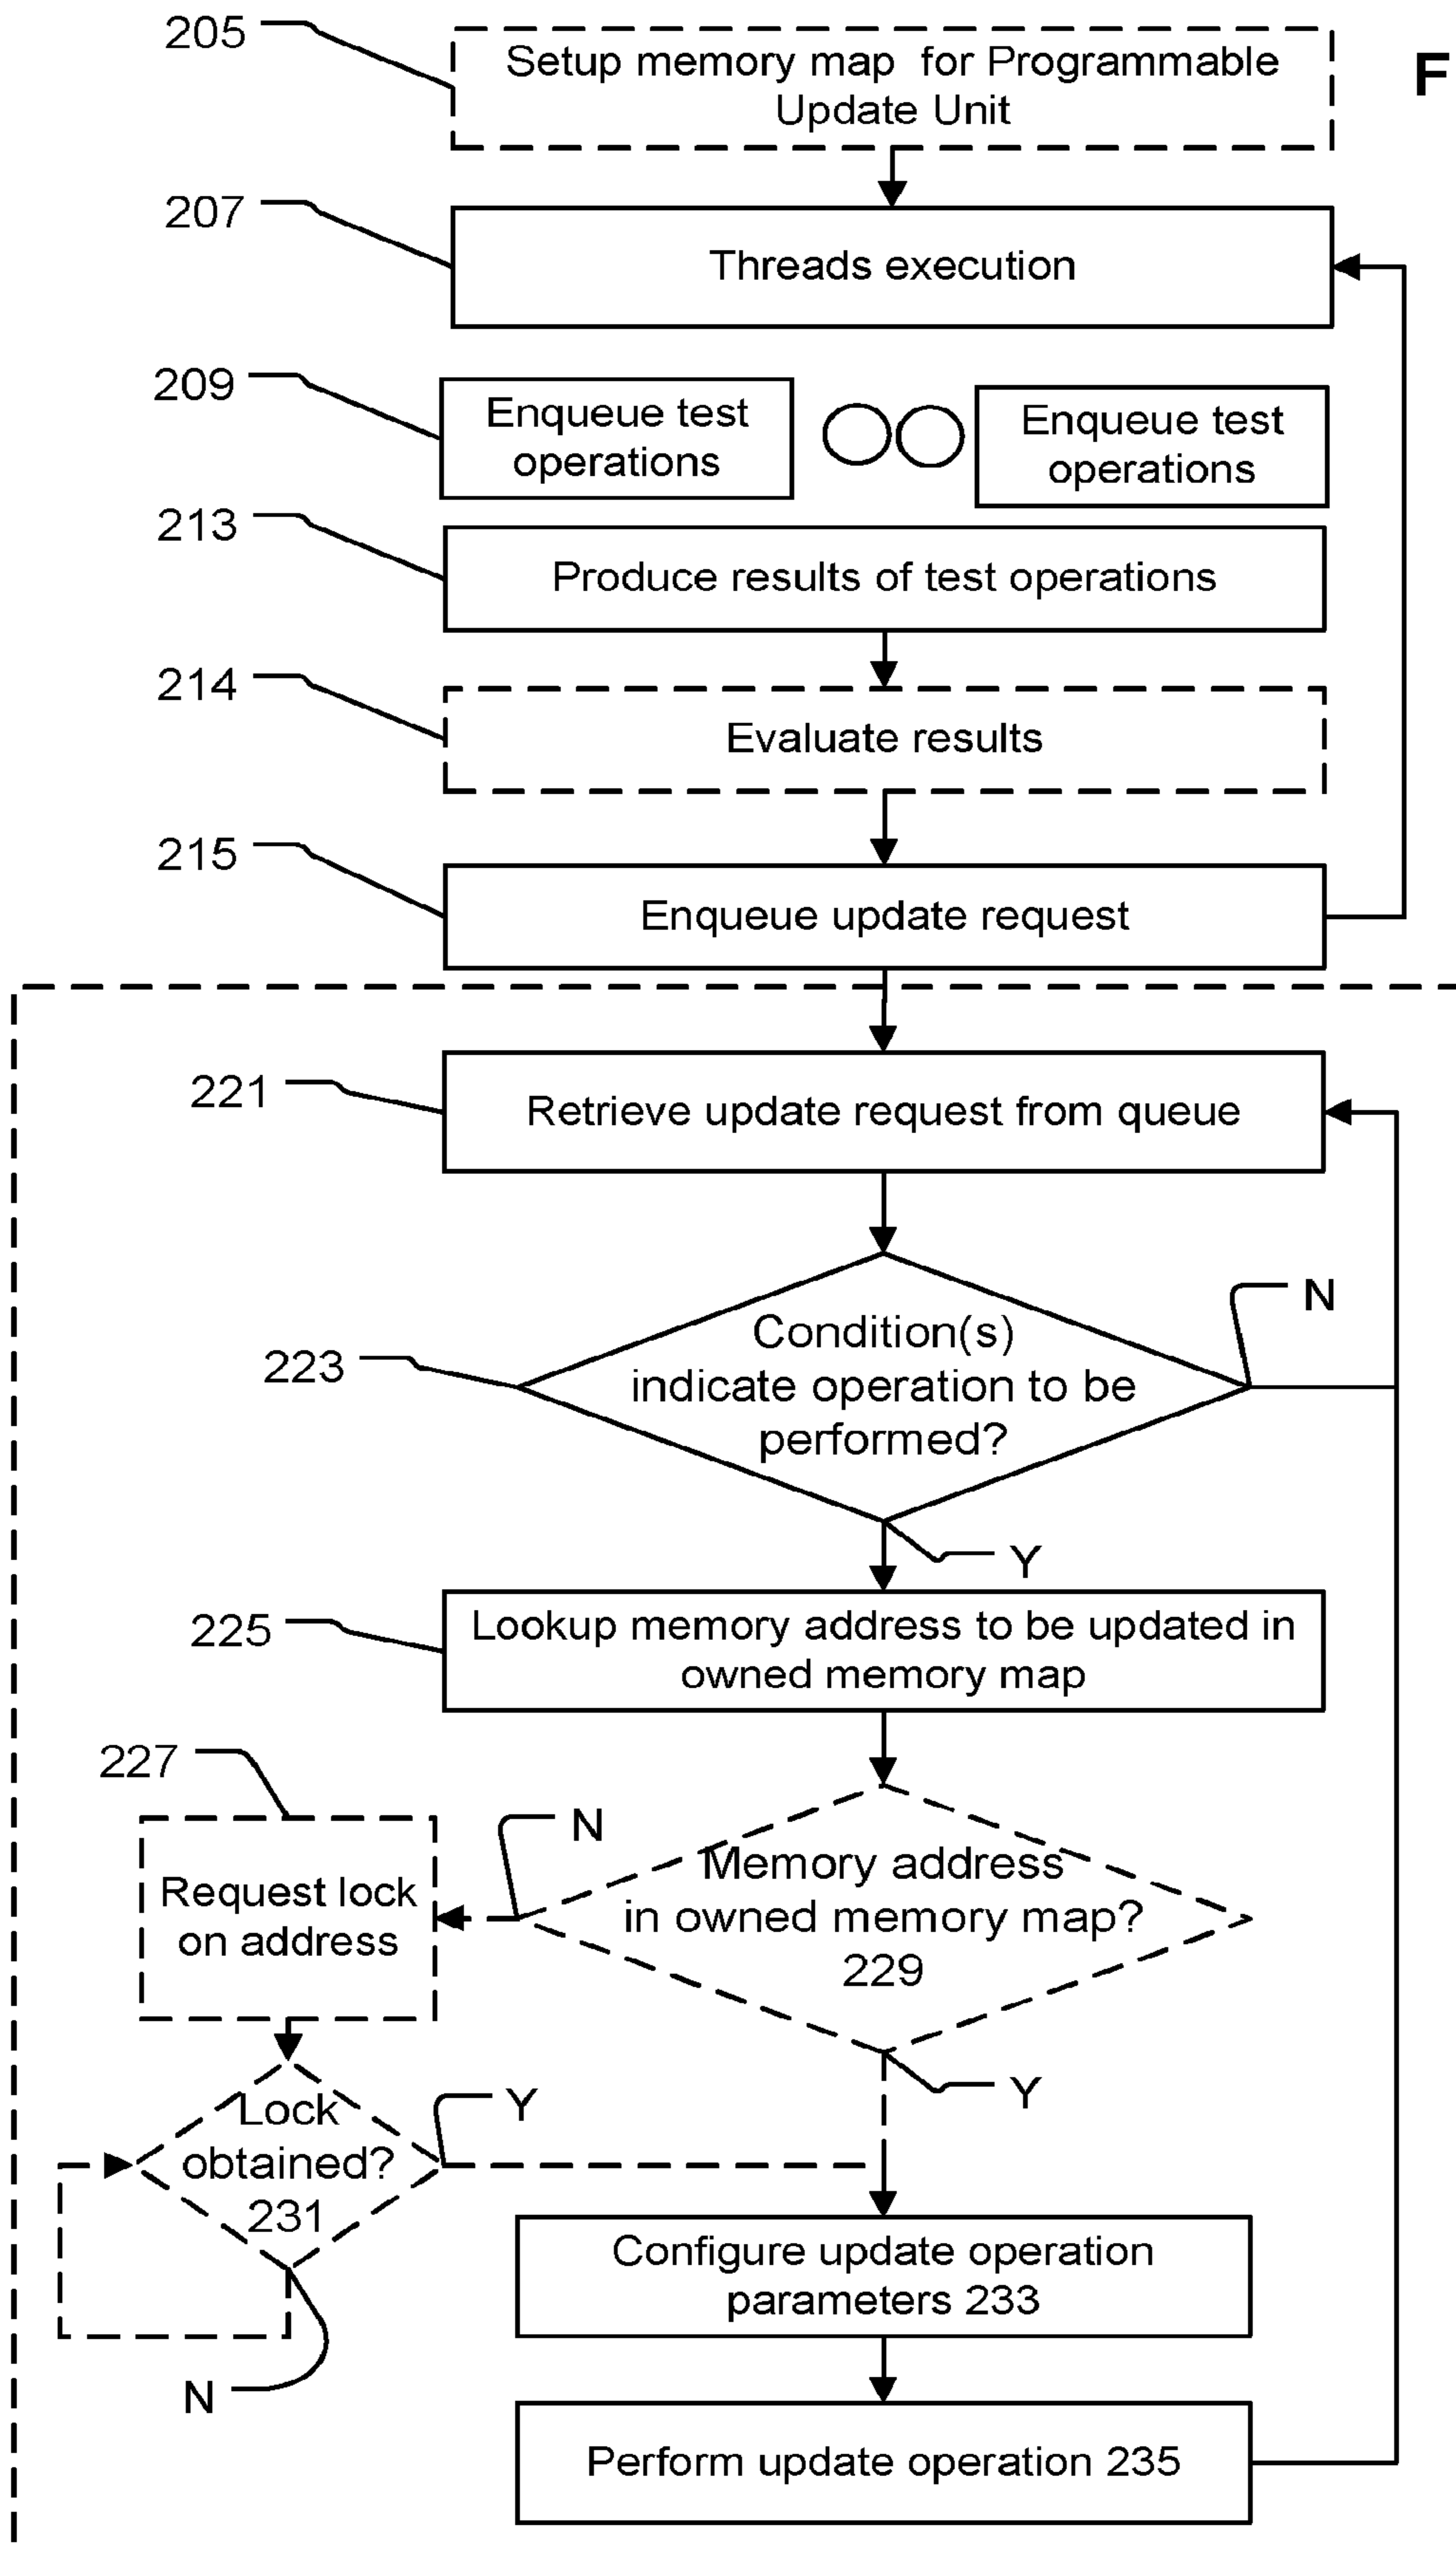 205
Setup memory map for Programmable
Update Unit
F
207
Threads execution
209
Enqueue test
operations
Enqueue test
operations
213
Produce results of test operations
214
Evaluate results
215
Enqueue update request
221
Retrieve update request from queue
N
223
Condition(s)
indicate operation to be
performed?
Y
225
Lookup memory address to be updated in
owned memory map
227
N
Request lock
on address
Memory address
in owned memory map?
229
Y
Y
Lock
obtained?
231
Configure update operation
parameters 233
N
Perform update operation 235